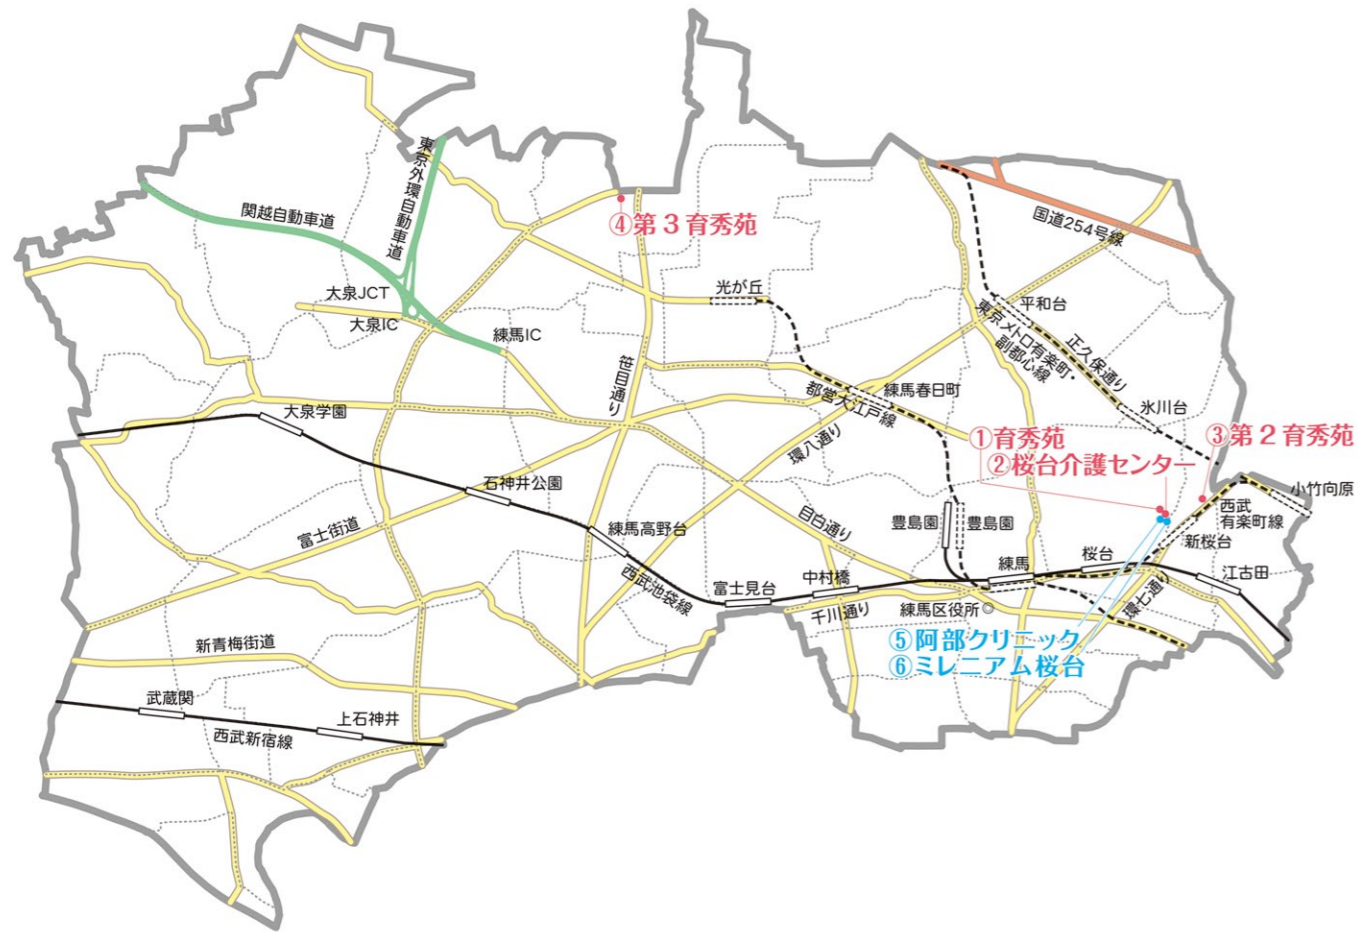 東京外環自動車道
関越自動車道
④第3育秀苑
国道254号線
大泉JCT
光が丘
平和台
大泉IC
練馬IC
東京メトロ有楽町・
副都心線
正久保通り
笹目通り
練馬春日町
都営大江戸線
氷川台
大泉学園
①育秀苑
③第2育秀苑
環八通り
②桜台介護センター
石神井公園
小竹向原
富士街道
練馬高野台
目白通り
豊島園
豊島園
西武
有楽町線
新桜台
西武池袋線
富士見台
中村橋
練馬
桜台
江古田
千川通り
練馬区役所
環七通り
新青梅街道
⑤阿部クリニック
⑥ミレニアム桜台
武蔵関
上石神井
西武新宿線